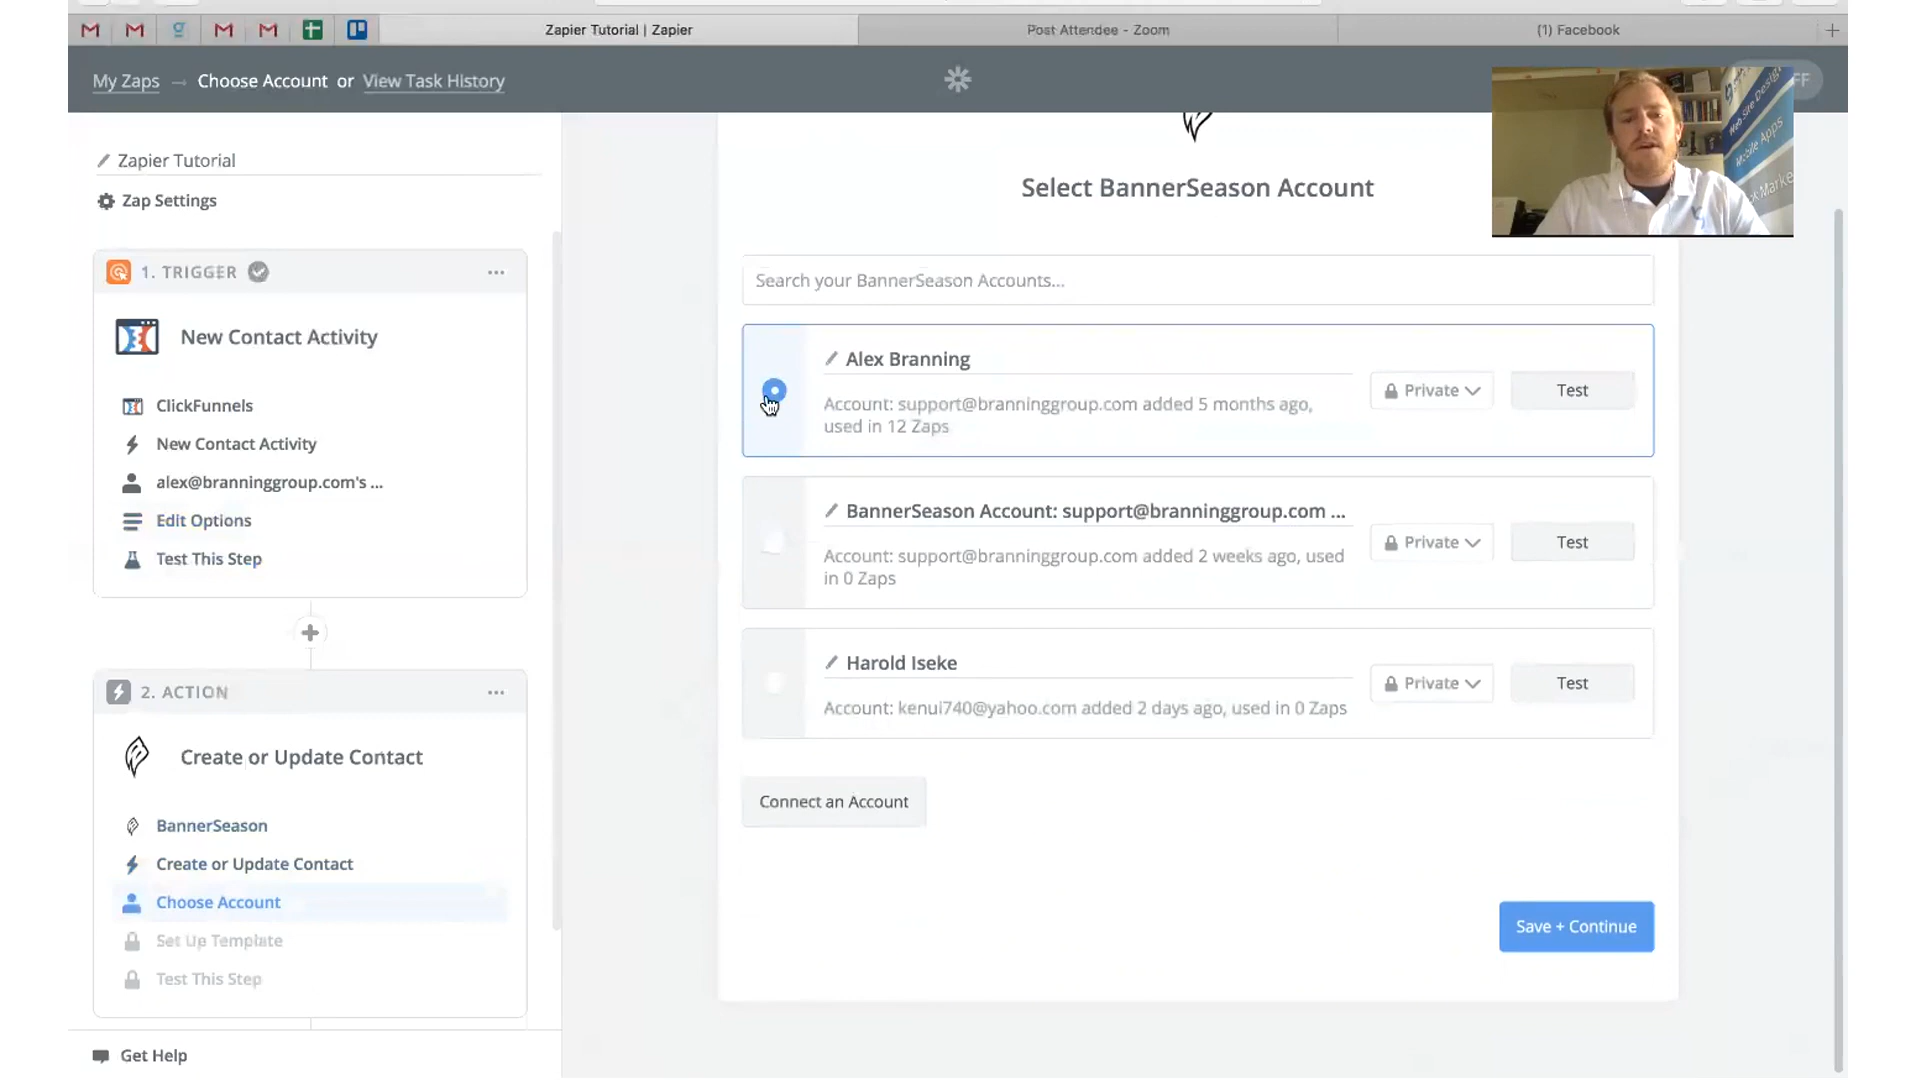 Zapier Tutorial | Zapier
Post Attendee - Zoom
(1) Facebook
My Zaps → Choose Account or View Task History
FF
Zapier Tutorial
Zap Settings
1. TRIGGER
New Contact Activity
ClickFunnels
New Contact Activity
alex@branninggroup.com's ...
Edit Options
Test This Step
2. ACTION
Create or Update Contact
BannerSeason
Create or Update Contact
Choose Account
Set Up Template
Test This Step
Get Help
Select BannerSeason Account
Search your BannerSeason Accounts...
Alex Branning
Account: support@branninggroup.com added 5 months ago,
used in 12 Zaps
Private
Test
BannerSeason Account: support@branninggroup.com ...
Account: support@branninggroup.com added 2 weeks ago, used
in 0 Zaps
Private
Test
Harold Iseke
Account: kenui740@yahoo.com added 2 days ago, used in 0 Zaps
Private
Test
Connect an Account
Save + Continue
Web Site Design
Mobile Apps